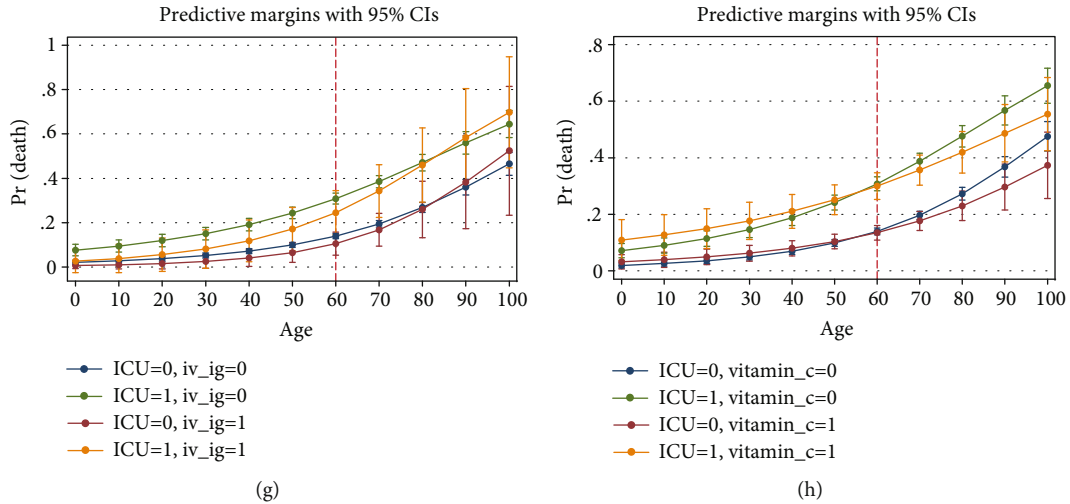 Predictive margins with 95% CIs
1
.8
.6
.4
.2
0
Pr (death)
0 10 20 30 40 50 60 70 80 90 100
Age
ICU=0, iv_ig=0
ICU=1, iv_ig=0
ICU=0, iv_ig=1
ICU=1, iv_ig=1
(g)
Predictive margins with 95% CIs
.8
.6
.4
.2
0
Pr (death)
0 10 20 30 40 50 60 70 80 90 100
Age
ICU=0, vitamin_c=0
ICU=1, vitamin_c=0
ICU=0, vitamin_c=1
ICU=1, vitamin_c=1
(h)